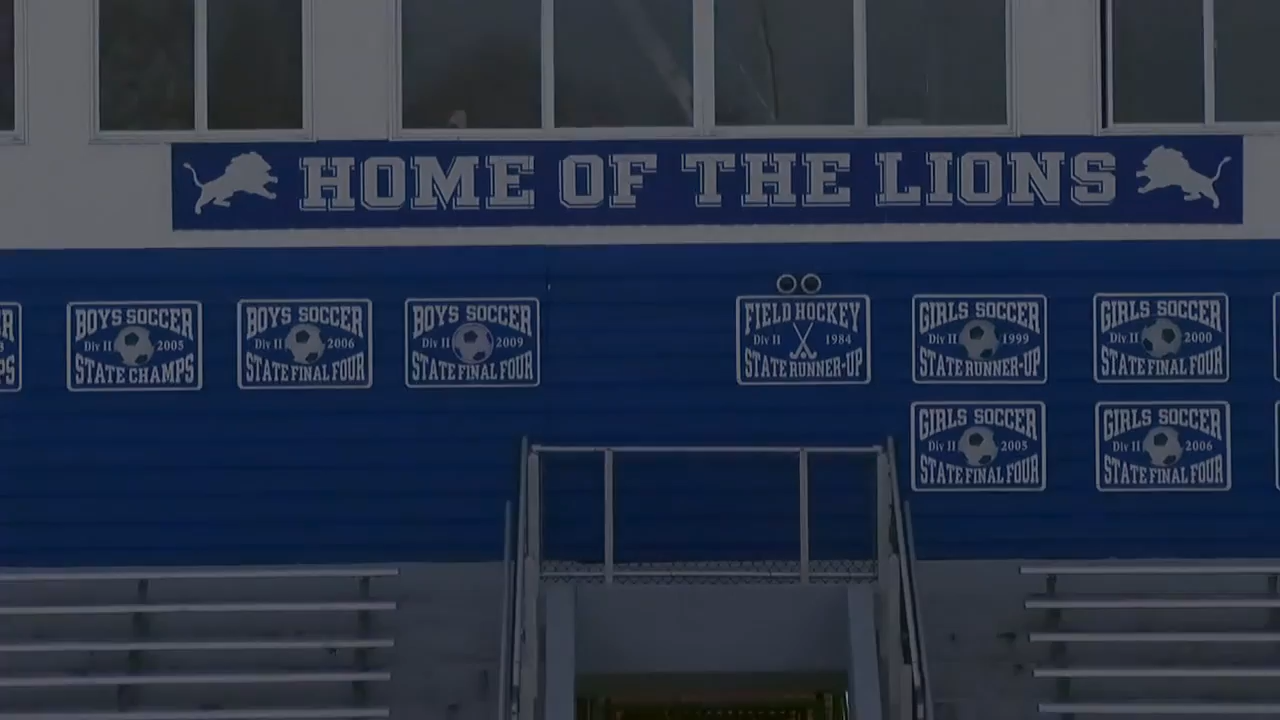 HOME OF THE LIONS
BOYS SOCCER
Div II 2005
STATE CHAMPS
BOYS SOCCER
Div II 2006
STATE FINAL FOUR
BOYS SOCCER
Div II 2009
STATE FINAL FOUR
FIELD HOCKEY
Div II 1984
STATE RUNNER-UP
GIRLS SOCCER
Div II 1999
STATE RUNNER-UP
GIRLS SOCCER
Div II 2000
STATE FINAL FOUR
GIRLS SOCCER
Div II 2005
STATE FINAL FOUR
GIRLS SOCCER
Div II 2006
STATE FINAL FOUR